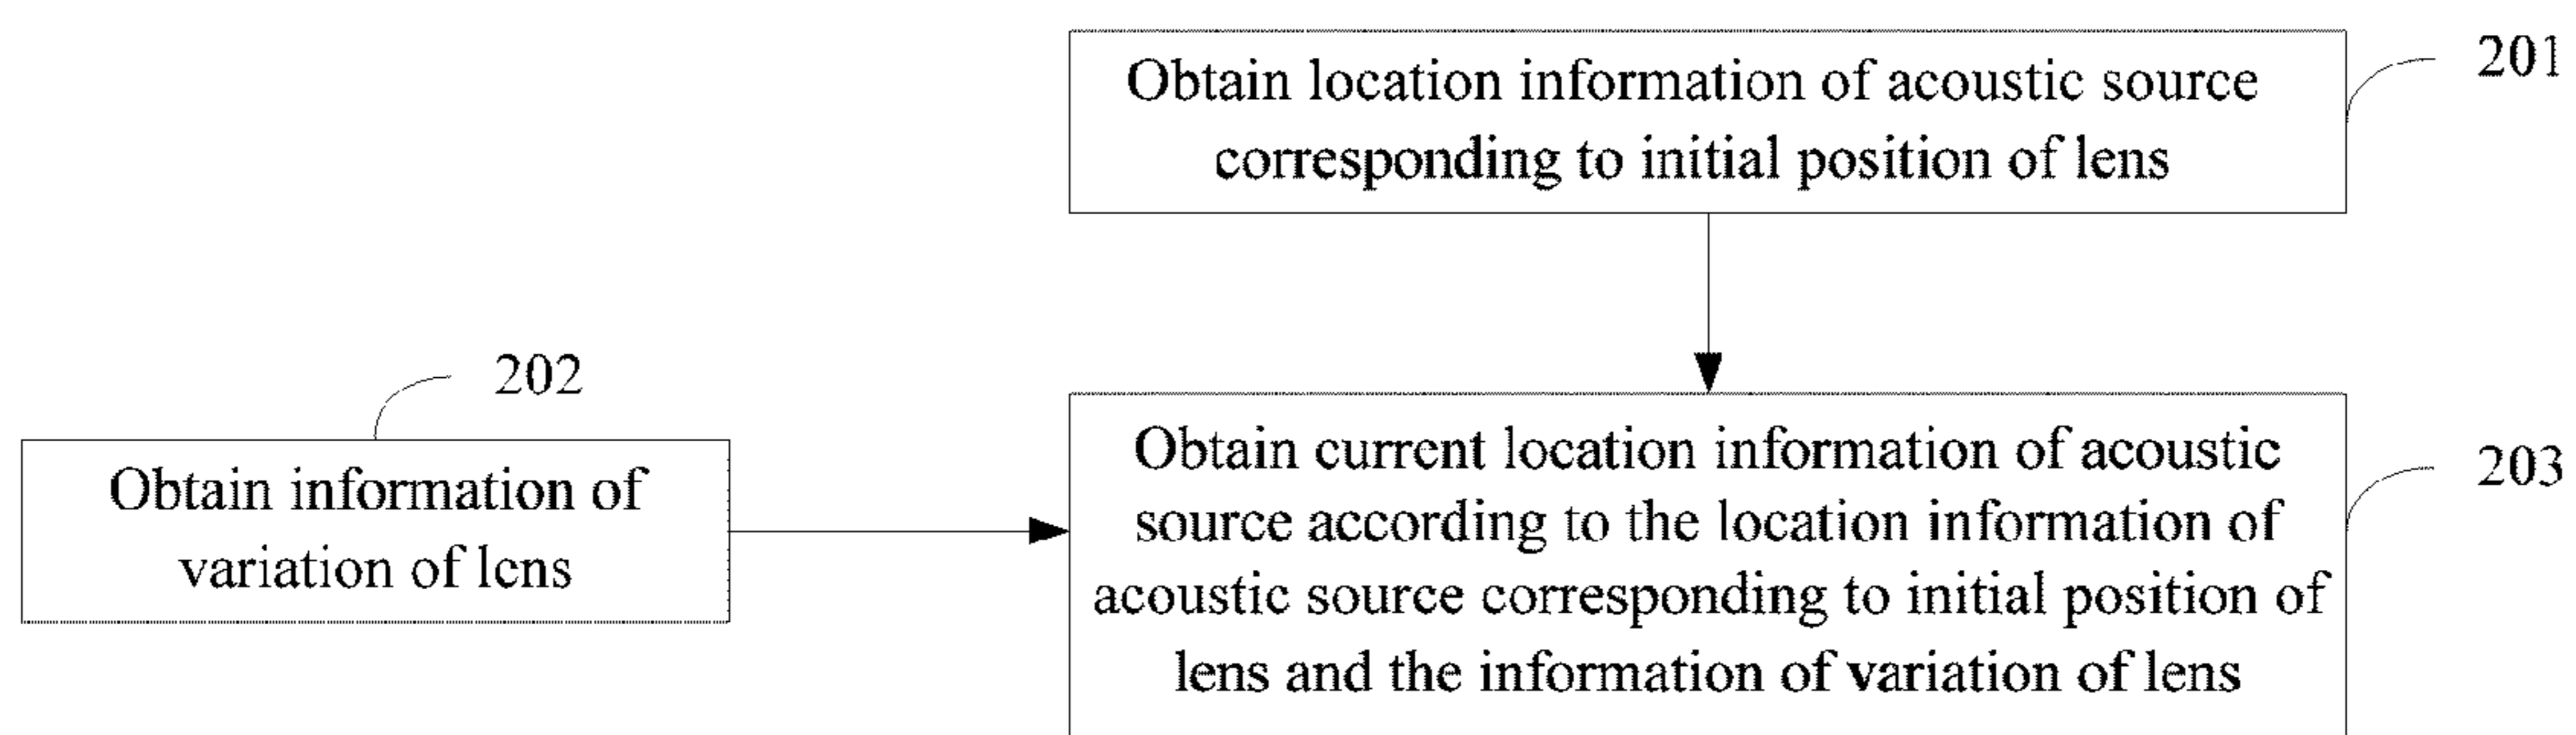 Obtain location information of acoustic source
corresponding to initial position of lens
201
202
Obtain information of
variation of lens
Obtain current location information of acoustic
source according to the location information of
acoustic source corresponding to initial position of
lens and the information of variation of lens
203